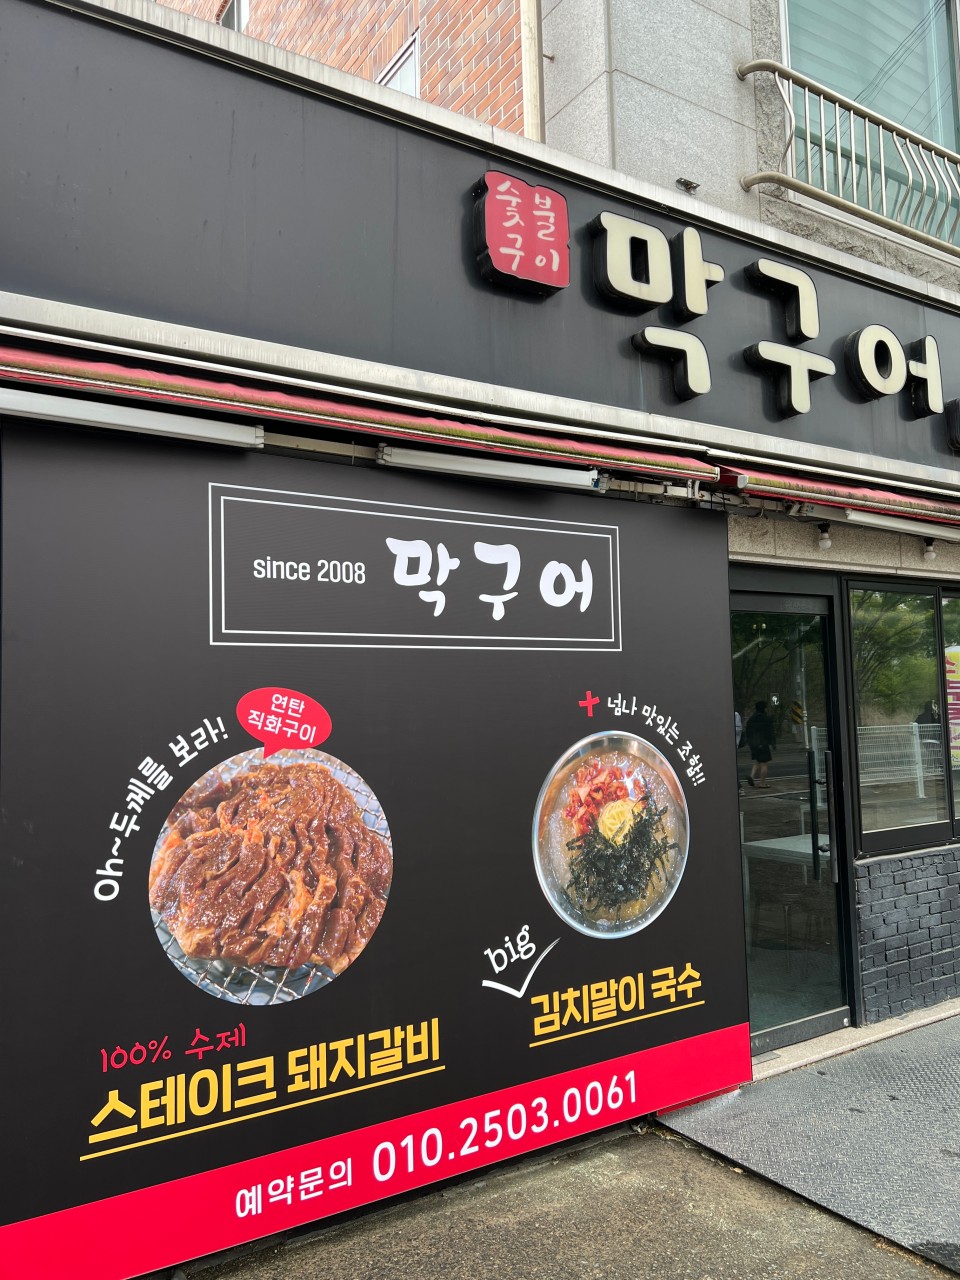 숯불
구이
막구어
since 2008 막구어
연탄
직화구이
Oh~두께를 보라!
+ 넘나 맛있는 조합!!
big
100% 수제
스테이크 돼지갈비
김치말이 국수
예약문의 010.2503.0061